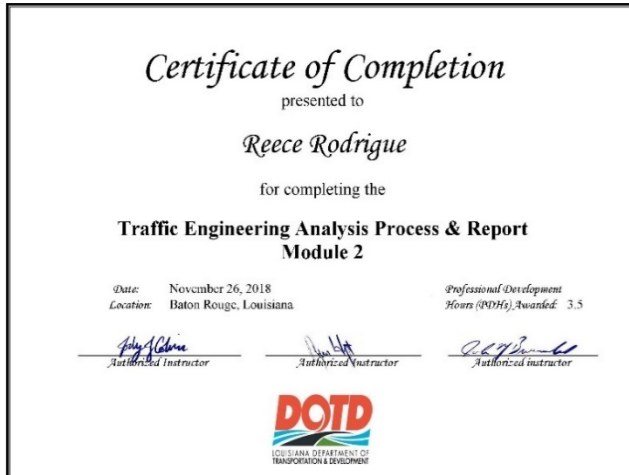 Certificate of Completion
presented to
Reece Rodrigue
for completing the
Traffic Engineering Analysis Process & Report
Module 2
Date: November 26, 2018
Location: Baton Rouge, Louisiana
Professional Development
Hours (PDHs) Awarded: 3.5
Authorized Instructor
Authorized Instructor
Authorized instructor
DOTD
LOUISIANA DEPARTMENT OF
TRANSPORTATION & DEVELOPMENT